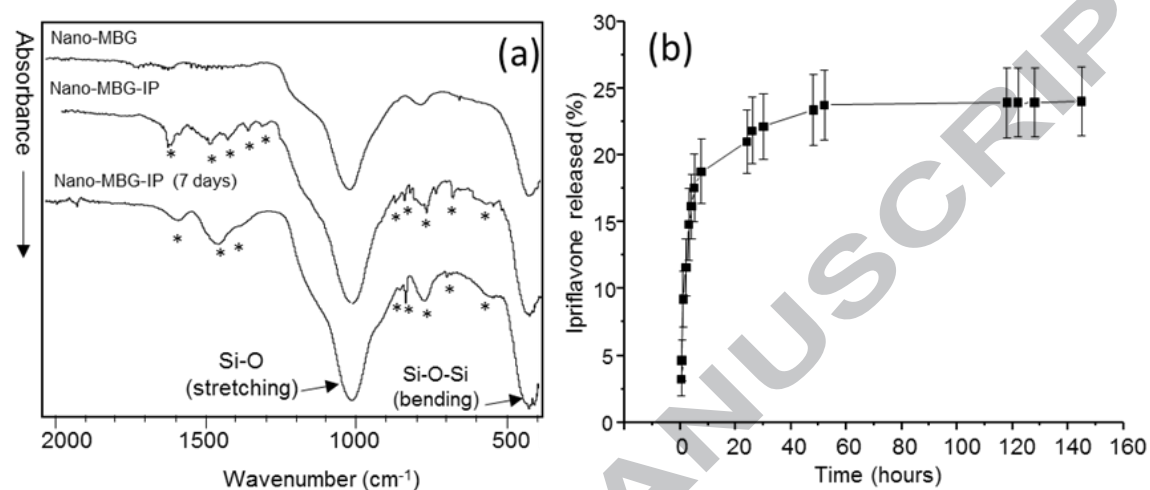 (a)
Absorbance
Nano-MBG
Nano-MBG-IP
* * * * *
* * * * *
Nano-MBG-IP (7 days)
* * *
* * * * *
Si-O
(stretching)
Si-O-Si
(bending)
2000 1500 1000 500
Wavenumber (cm-1)
(b)
Ipriflavone released (%)
30
25
20
15
10
5
0
0 20 40 60 80 100 120 140 160
Time (hours)
ANUSCRIP